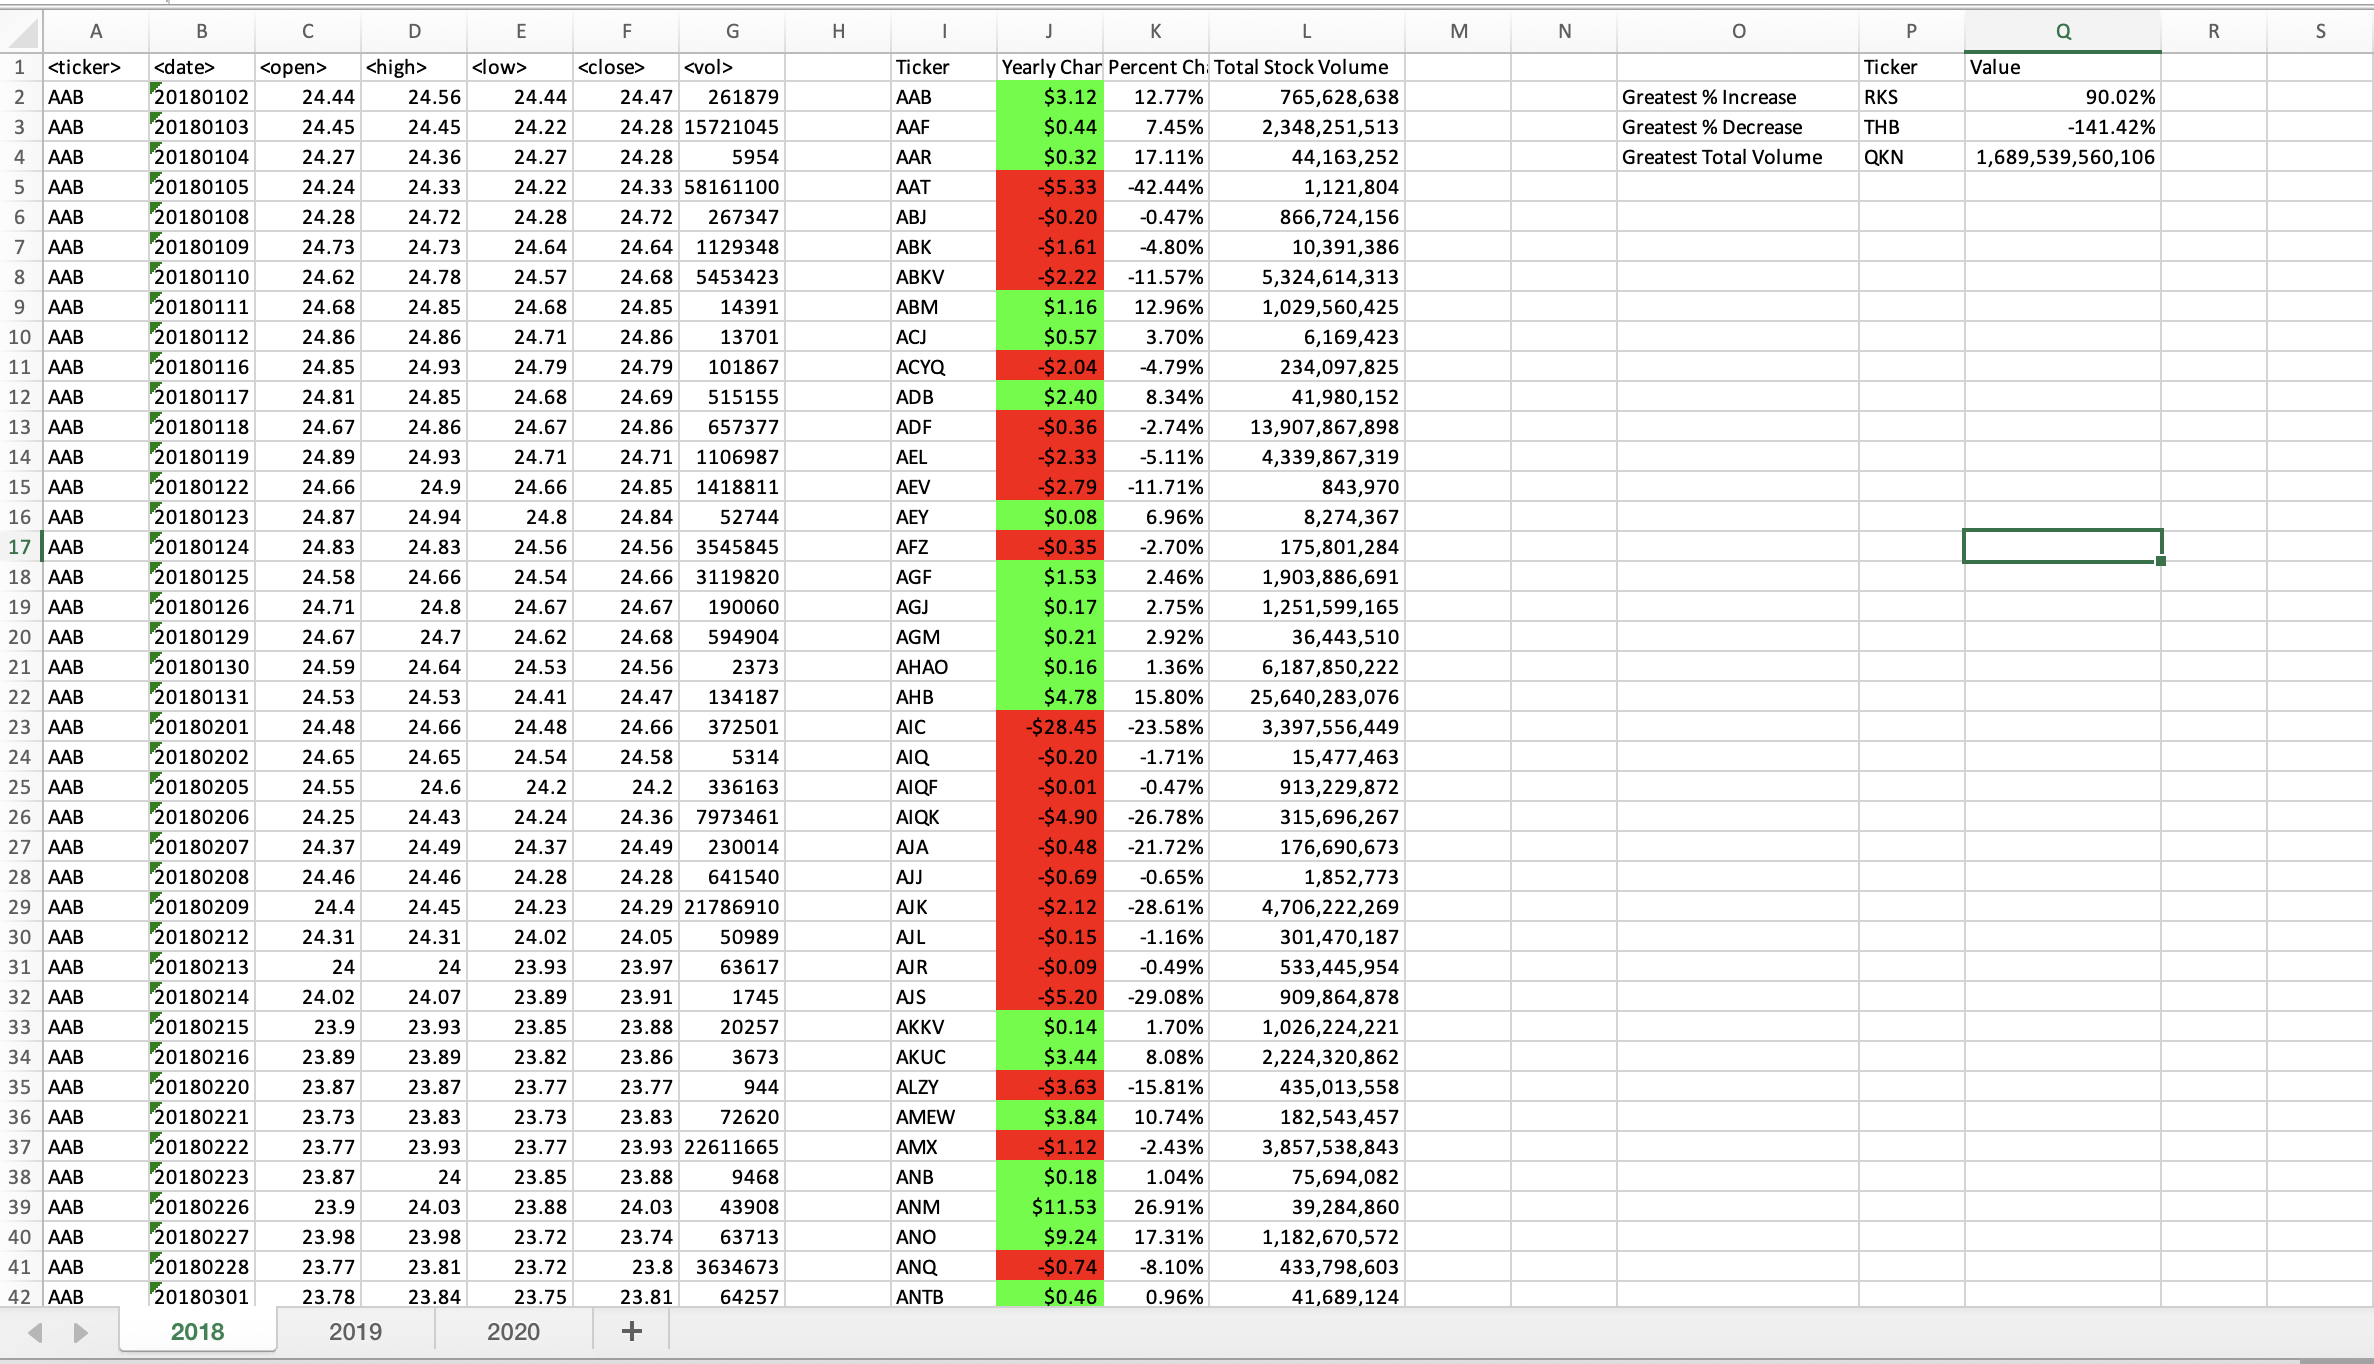 A B C D E F G H I J K L M N O P Q R S
1 <ticker> <date> <open> <high> <low> <close> <vol> Ticker Yearly Char Percent Ch Total Stock Volume Ticker Value
2 AAB 20180102 24.44 24.56 24.44 24.47 261879 AAB $3.12 12.77% 765,628,638 Greatest % Increase RKS 90.02%
3 AAB 20180103 24.45 24.45 24.22 24.28 15721045 AAF $0.44 7.45% 2,348,251,513 Greatest % Decrease THB -141.42%
4 AAB 20180104 24.27 24.36 24.27 24.28 5954 AAR $0.32 17.11% 44,163,252 Greatest Total Volume QKN 1,689,539,560,106
5 AAB 20180105 24.24 24.33 24.22 24.33 58161100 AAT -$5.33 -42.44% 1,121,804
6 AAB 20180108 24.28 24.72 24.28 24.72 267347 ABJ -$0.20 -0.47% 866,724,156
7 AAB 20180109 24.73 24.73 24.64 24.64 1129348 ABK -$1.61 -4.80% 10,391,386
8 AAB 20180110 24.62 24.78 24.57 24.68 5453423 ABKV -$2.22 -11.57% 5,324,614,313
9 AAB 20180111 24.68 24.85 24.68 24.85 14391 ABM $1.16 12.96% 1,029,560,425
10 AAB 20180112 24.86 24.86 24.71 24.86 13701 ACJ $0.57 3.70% 6,169,423
11 AAB 20180116 24.85 24.93 24.79 24.79 101867 ACYQ -$2.04 -4.79% 234,097,825
12 AAB 20180117 24.81 24.85 24.68 24.69 515155 ADB $2.40 8.34% 41,980,152
13 AAB 20180118 24.67 24.86 24.67 24.86 657377 ADF -$0.36 -2.74% 13,907,867,898
14 AAB 20180119 24.89 24.93 24.71 24.71 1106987 AEL -$2.33 -5.11% 4,339,867,319
15 AAB 20180122 24.66 24.9 24.66 24.85 1418811 AEV -$2.79 -11.71% 843,970
16 AAB 20180123 24.87 24.94 24.8 24.84 52744 AEY $0.08 6.96% 8,274,367
17 AAB 20180124 24.83 24.83 24.56 24.56 3545845 AFZ -$0.35 -2.70% 175,801,284
18 AAB 20180125 24.58 24.66 24.54 24.66 3119820 AGF $1.53 2.46% 1,903,886,691
19 AAB 20180126 24.71 24.8 24.67 24.67 190060 AGJ $0.17 2.75% 1,251,599,165
20 AAB 20180129 24.67 24.7 24.62 24.68 594904 AGM $0.21 2.92% 36,443,510
21 AAB 20180130 24.59 24.64 24.53 24.56 2373 AHAO $0.16 1.36% 6,187,850,222
22 AAB 20180131 24.53 24.53 24.41 24.47 134187 AHB $4.78 15.80% 25,640,283,076
23 AAB 20180201 24.48 24.66 24.48 24.66 372501 AIC -$28.45 -23.58% 3,397,556,449
24 AAB 20180202 24.65 24.65 24.54 24.58 5314 AIQ -$0.20 -1.71% 15,477,463
25 AAB 20180205 24.55 24.6 24.2 24.2 336163 AIQF -$0.01 -0.47% 913,229,872
26 AAB 20180206 24.25 24.43 24.24 24.36 7973461 AIQK -$4.90 -26.78% 315,696,267
27 AAB 20180207 24.37 24.49 24.37 24.49 230014 AJA -$0.48 -21.72% 176,690,673
28 AAB 20180208 24.46 24.46 24.28 24.28 641540 AJJ -$0.69 -0.65% 1,852,773
29 AAB 20180209 24.4 24.45 24.23 24.29 21786910 AJK -$2.12 -28.61% 4,706,222,269
30 AAB 20180212 24.31 24.31 24.02 24.05 50989 AJL -$0.15 -1.16% 301,470,187
31 AAB 20180213 24 24 23.93 23.97 63617 AJR -$0.09 -0.49% 533,445,954
32 AAB 20180214 24.02 24.07 23.89 23.91 1745 AJS -$5.20 -29.08% 909,864,878
33 AAB 20180215 23.9 23.93 23.85 23.88 20257 AKKV $0.14 1.70% 1,026,224,221
34 AAB 20180216 23.89 23.89 23.82 23.86 3673 AKUC $3.44 8.08% 2,224,320,862
35 AAB 20180220 23.87 23.87 23.77 23.77 944 ALZY -$3.63 -15.81% 435,013,558
36 AAB 20180221 23.73 23.83 23.73 23.83 72620 AMEW $3.84 10.74% 182,543,457
37 AAB 20180222 23.77 23.93 23.77 23.93 22611665 AMX -$1.12 -2.43% 3,857,538,843
38 AAB 20180223 23.87 24 23.85 23.88 9468 ANB $0.18 1.04% 75,694,082
39 AAB 20180226 23.9 24.03 23.88 24.03 43908 ANM $11.53 26.91% 39,284,860
40 AAB 20180227 23.98 23.98 23.72 23.74 63713 ANO $9.24 17.31% 1,182,670,572
41 AAB 20180228 23.77 23.81 23.72 23.8 3634673 ANQ -$0.74 -8.10% 433,798,603
42 AAB 20180301 23.78 23.84 23.75 23.81 64257 ANTB $0.46 0.96% 41,689,124
2018 2019 2020 +